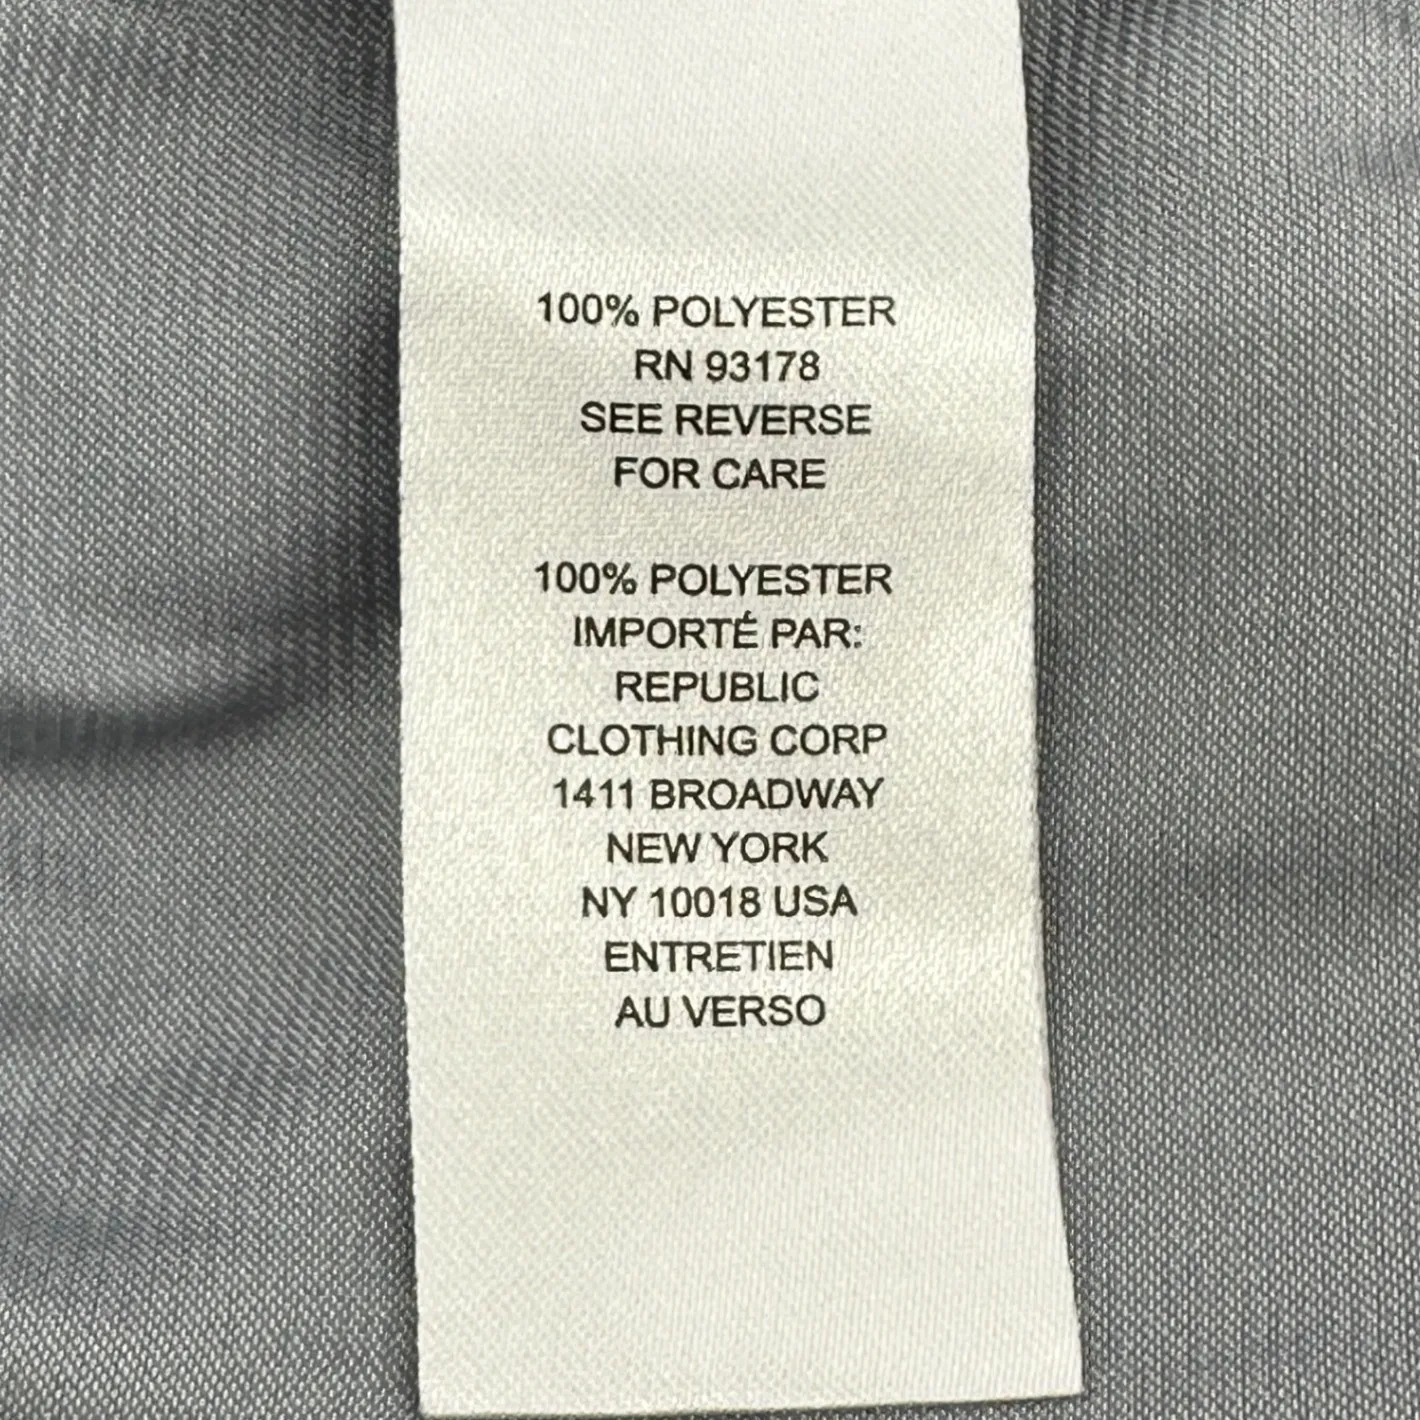 100% POLYESTER
RN 93178
SEE REVERSE
FOR CARE
100% POLYESTER
IMPORTÉ PAR:
REPUBLIC
CLOTHING CORP
1411 BROADWAY
NEW YORK
NY 10018 USA
ENTRETIEN
AU VERSO